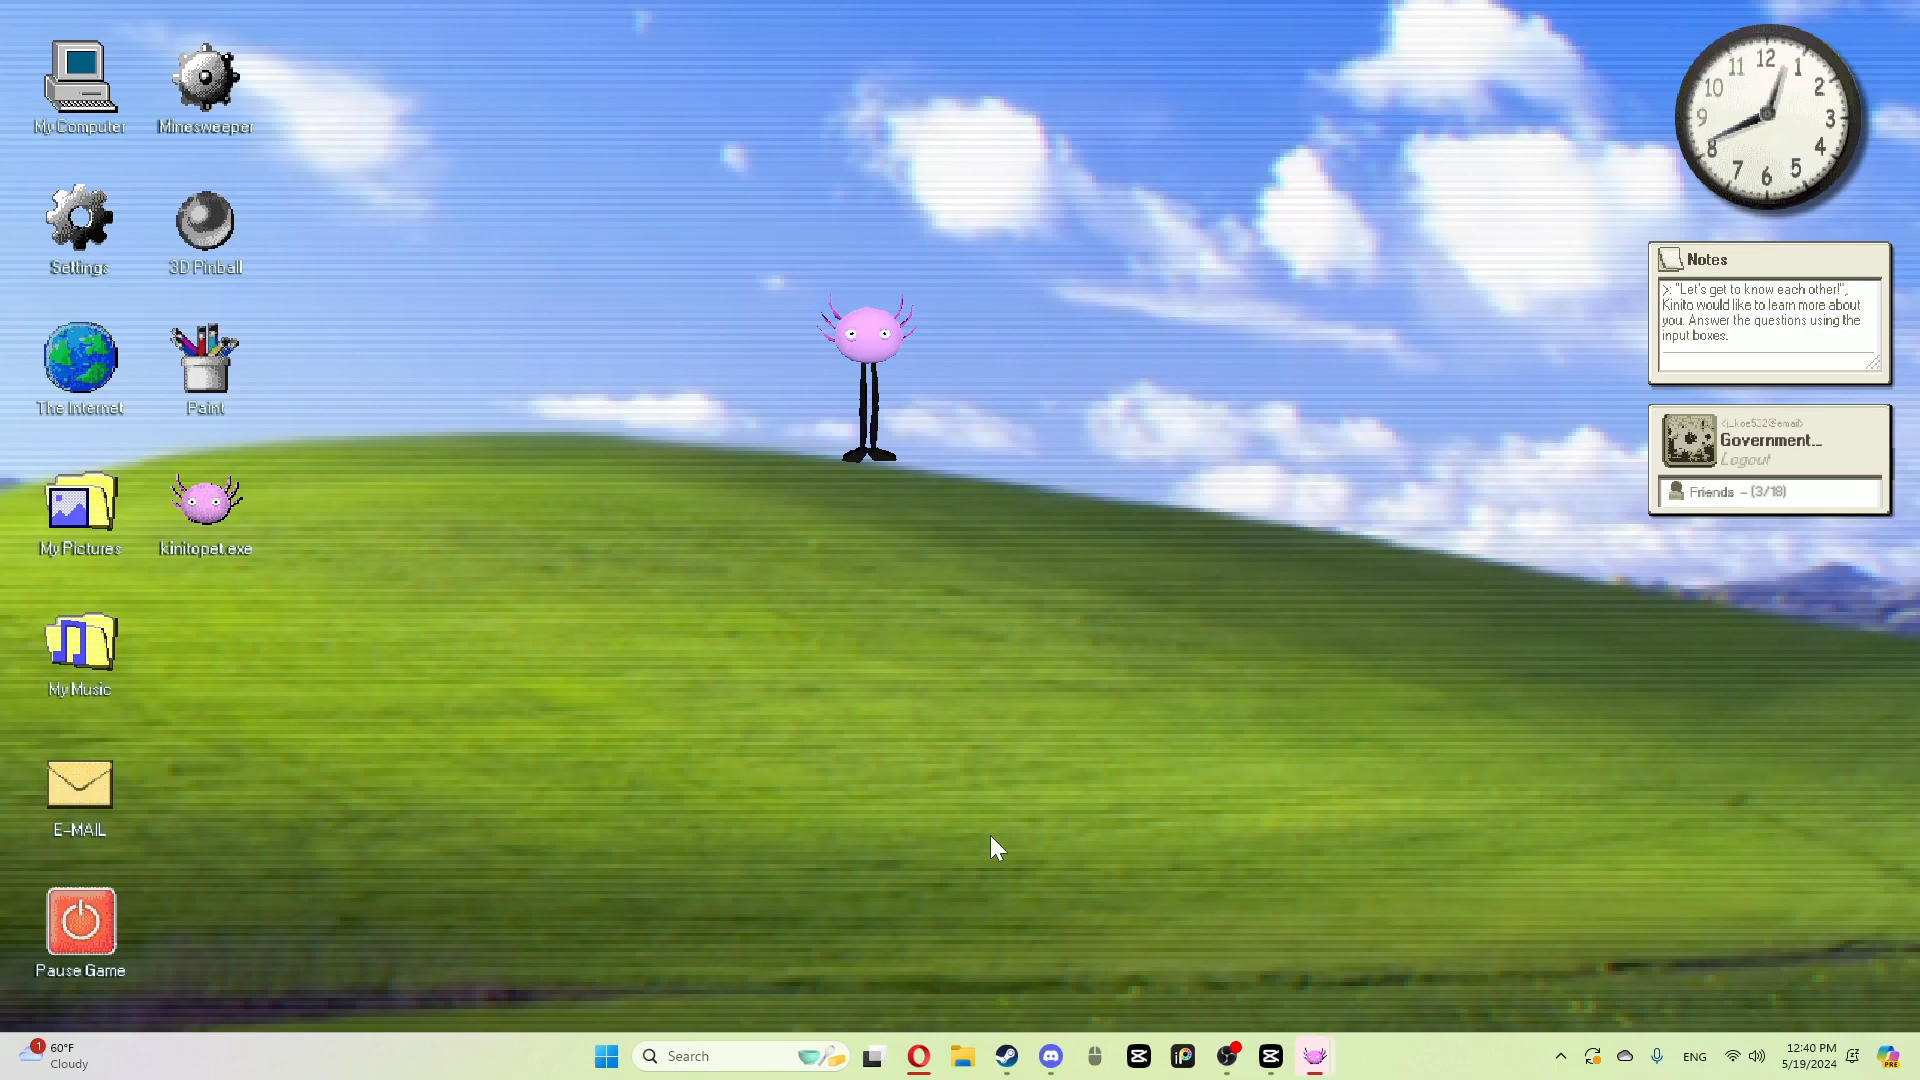 My Computer
Minesweeper
Settings
3D Pinball
The Internet
Paint
My Pictures
kinitopet.exe
My Music
E-MAIL
Pause Game
12
1
2
3
4
5
6
7
8
9
10
11
Notes
>: "Let's get to know each other!",
Kinito would like to learn more about
you. Answer the questions using the
input boxes.
Government...
Logout
Friends - (3/18)
1
60°F
Cloudy
Search
ENG
12:40 PM
5/19/2024
PRE